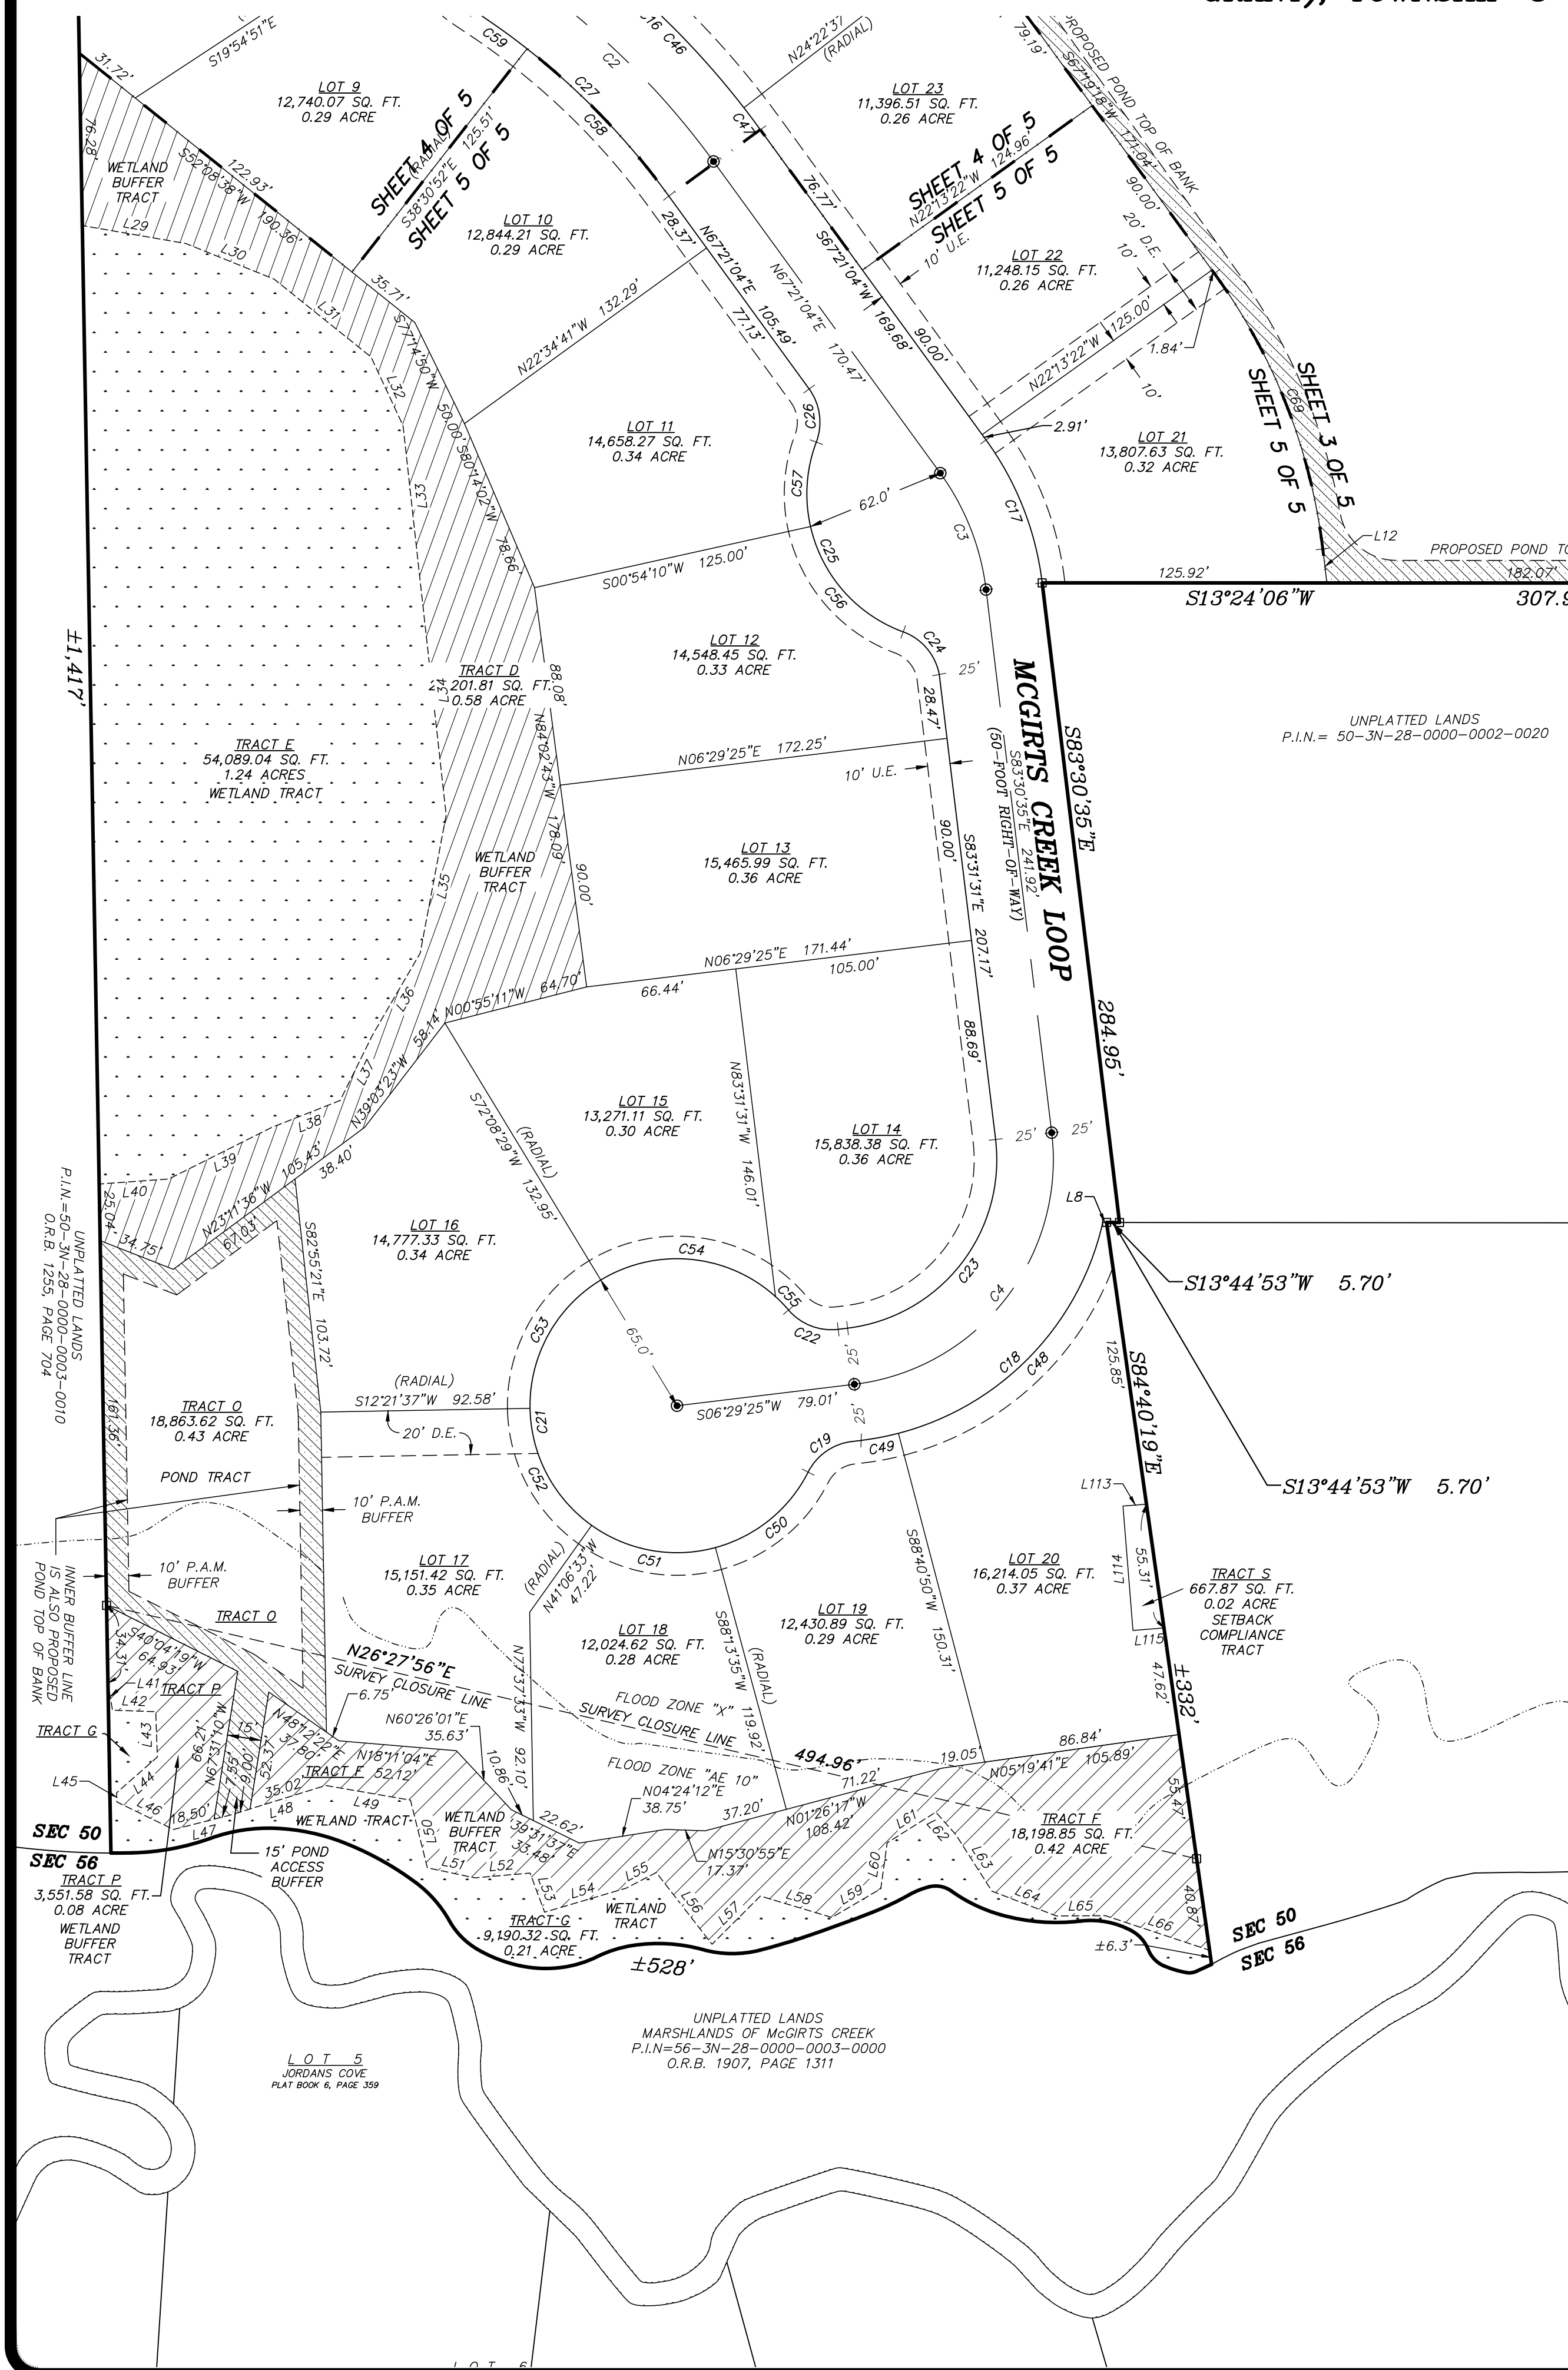 31.72'
S19°54'51"E
C59
C2
C16
C46
N24°22'37
(RADIAL)
79.19'
PROPOSED POND TOP OF BANK
S67°19'18"W 171.04'
LOT 9
12,740.07 SQ. FT.
0.29 ACRE
C27
C58
LOT 23
11,396.51 SQ. FT.
0.26 ACRE
C47
76.28'
WETLAND
BUFFER
TRACT
S52°08'38"W 190.36'
122.93'
SHEET 4 OF 5
(RADIAL)
S38°30'52"E 125.51'
SHEET 5 OF 5
SHEET 4 OF 5
N22°13'22"W 124.96'
SHEET 5 OF 5
90.00'
20' D.E.
10'
L29
L30
LOT 10
12,844.21 SQ. FT.
0.29 ACRE
28.37'
N67°21'04"E 105.49'
77.13'
N67°21'04"E 170.47'
76.77'
S67°21'04"W 169.68'
10' U.E.
90.00'
LOT 22
11,248.15 SQ. FT.
0.26 ACRE
N22°13'22"W 125.00'
1.84'
10'
35.71'
L31
S77°14'50"W
50.00'
L32
N22°34'41"W 132.29'
C26
2.91'
LOT 21
13,807.63 SQ. FT.
0.32 ACRE
SHEET 5 OF 5
C69
SHEET 3 OF 5
LOT 11
14,658.27 SQ. FT.
0.34 ACRE
S80°14'02"W
78.66'
L33
C57
62.0'
C3
C17
L12
PROPOSED POND TO
S00°54'10"W 125.00'
C25
C56
C24
125.92'
182.07'
S13°24'06"W
307.9
±1,417'
LOT 12
14,548.45 SQ. FT.
0.33 ACRE
25'
28.47'
TRACT D
201.81 SQ. FT.
0.58 ACRE
L34
88.08'
N84°02'43"W 178.09'
UNPLATTED LANDS
P.I.N.= 50-3N-28-0000-0002-0020
TRACT E
54,089.04 SQ. FT.
1.24 ACRES
WETLAND TRACT
N06°29'25"E 172.25'
10' U.E.
MCGIRTS CREEK LOOP
S83°30'35"E 241.92'
(50-FOOT RIGHT-OF-WAY)
S83°30'35"E
284.95'
90.00'
S83°31'31"E 207.17'
LOT 13
15,465.99 SQ. FT.
0.36 ACRE
WETLAND
BUFFER
TRACT
90.00'
L35
N06°29'25"E 171.44'
105.00'
66.44'
N00°55'11"W 64.70'
L36
58.14'
88.69'
L37
N39°03'23"W
L38
S72°08'29"W 132.95'
(RADIAL)
LOT 15
13,271.11 SQ. FT.
0.30 ACRE
N83°31'31"W 146.01'
LOT 14
15,838.38 SQ. FT.
0.36 ACRE
25'
25'
L39
L40
105.43'
38.40'
25.04'
34.75'
N23°11'36"W
67.03'
L8
S13°44'53"W 5.70'
LOT 16
14,777.33 SQ. FT.
0.34 ACRE
C54
C55
C22
C23
C4
C53
65.0'
25'
C18
C48
UNPLATTED LANDS
P.I.N.=50-3N-28-0000-0003-0010
O.R.B. 1255, PAGE 704
S82°55'21"E 103.72'
(RADIAL)
S12°21'37"W 92.58'
20' D.E.
C21
S06°29'25"W 79.01'
25'
125.85'
S84°40'19"E
161.36'
TRACT O
18,863.62 SQ. FT.
0.43 ACRE
POND TRACT
C19
C49
C52
10' P.A.M.
BUFFER
C50
C51
L113
S13°44'53"W 5.70'
10' P.A.M.
BUFFER
INNER BUFFER LINE
IS ALSO PROPOSED
POND TOP OF BANK
LOT 17
15,151.42 SQ. FT.
0.35 ACRE
(RADIAL)
N41°06'33"W
47.22'
S88°40'50"W 150.31'
LOT 20
16,214.05 SQ. FT.
0.37 ACRE
L114
55.31'
TRACT S
667.87 SQ. FT.
0.02 ACRE
SETBACK
COMPLIANCE
TRACT
L115
47.62'
TRACT O
LOT 18
12,024.62 SQ. FT.
0.28 ACRE
S88°13'35"W 119.92'
(RADIAL)
LOT 19
12,430.89 SQ. FT.
0.29 ACRE
±332'
S40°04'19"W
64.93'
34.31'
N26°27'56"E
SURVEY CLOSURE LINE
L41
L42
L43
TRACT P
TRACT G
6.75'
FLOOD ZONE "X"
SURVEY CLOSURE LINE
N77°37'33"W 92.10'
N60°26'01"E
35.63'
N48°12'22"E
37.80'
N18°11'04"E
52.12'
TRACT F
10.86'
494.96'
FLOOD ZONE "AE 10"
19.05'
86.84'
N05°19'41"E 105.89'
71.22'
N04°24'12"E
38.75'
37.20'
N01°26'17"W
108.42'
15'
66.21'
N67°31'10"W
7.55'
9.00'
52.37'
35.02'
L44
L45
L46
18.50'
L47
L48
L49
L50
WETLAND TRACT
WETLAND
BUFFER
TRACT
22.62'
33.48'
N15°30'55"E
17.37'
L61
L62
TRACT F
18,198.85 SQ. FT.
0.42 ACRE
55.47'
SEC 50
SEC 56
TRACT P
3,551.58 SQ. FT.
0.08 ACRE
WETLAND
BUFFER
TRACT
15' POND
ACCESS
BUFFER
L51
L52
L53
L54
L55
L56
L57
L58
L59
L60
L63
L64
L65
L66
40.87'
WETLAND
TRACT
TRACT G
9,190.32 SQ. FT.
0.21 ACRE
±528'
±6.3'
SEC 50
SEC 56
UNPLATTED LANDS
MARSHLANDS OF McGIRTS CREEK
P.I.N=56-3N-28-0000-0003-0000
O.R.B. 1907, PAGE 1311
LOT 5
JORDANS COVE
PLAT BOOK 6, PAGE 359
LOT 6